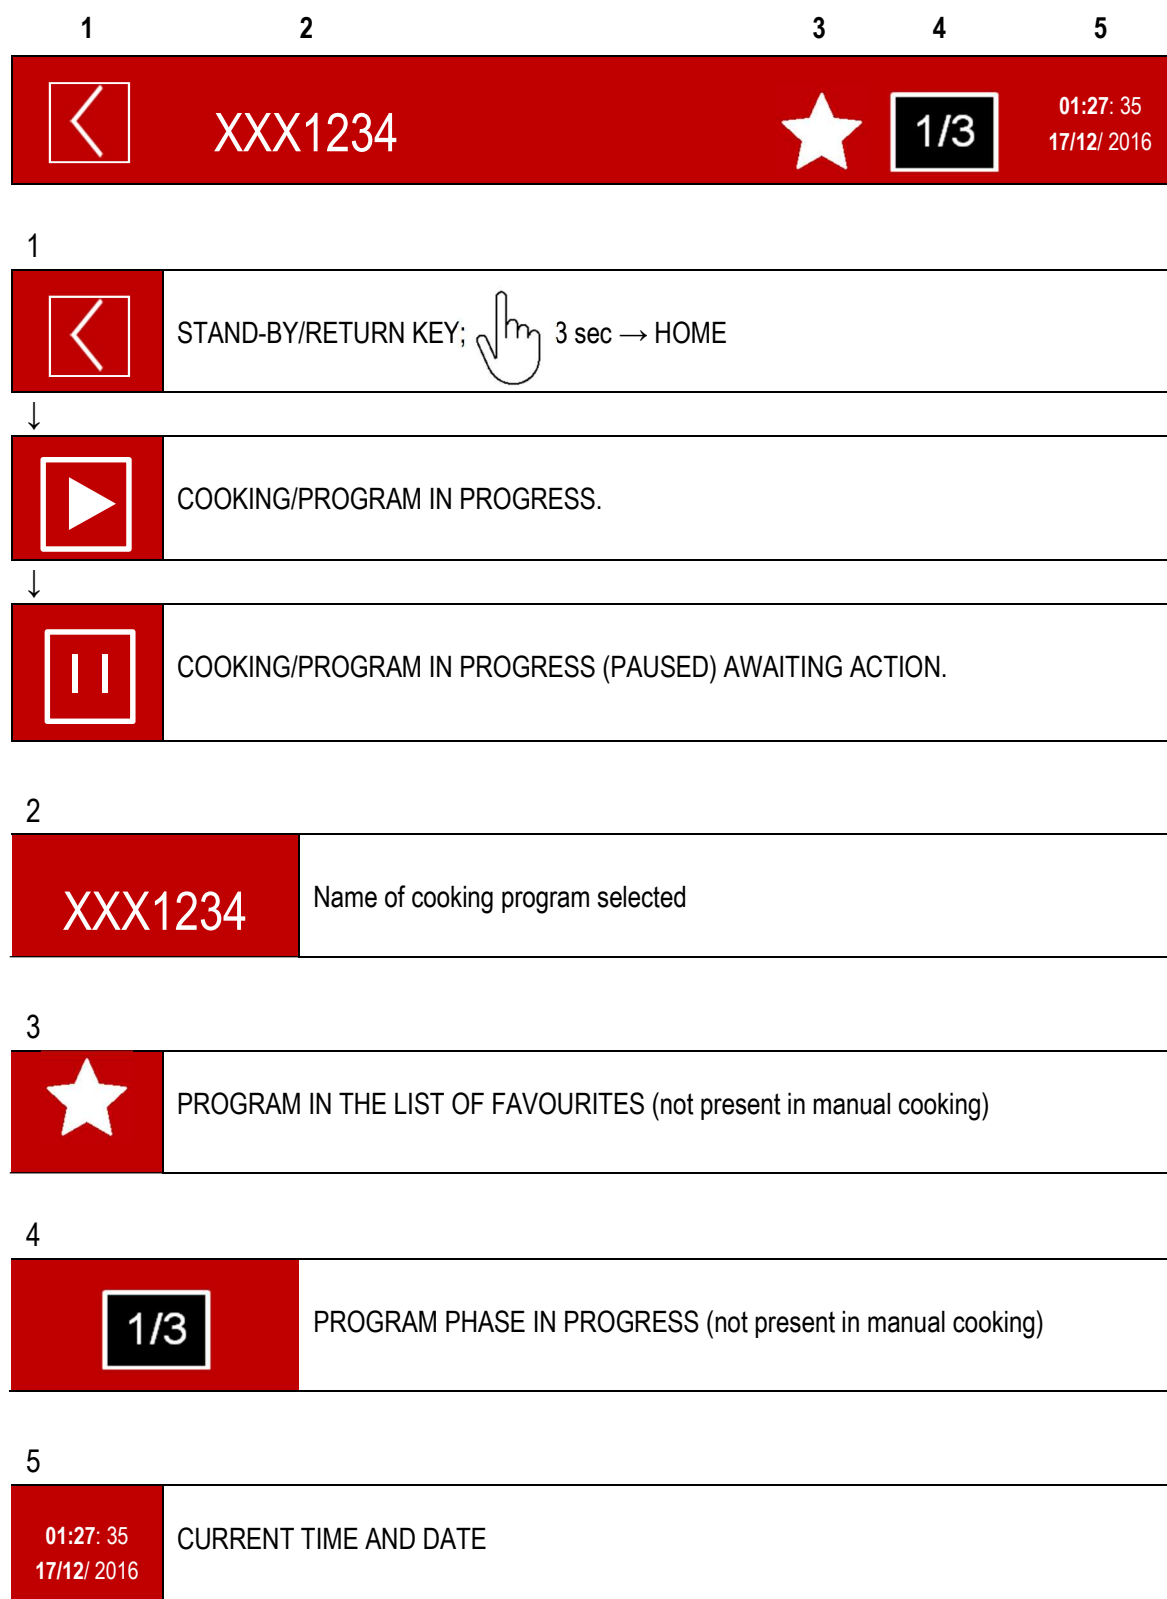 1 2 3 4 5
XXX1234 1/3 01:27: 35
17/12/ 2016
1
STAND-BY/RETURN KEY; 3 sec → HOME
↓
COOKING/PROGRAM IN PROGRESS.
↓
COOKING/PROGRAM IN PROGRESS (PAUSED) AWAITING ACTION.
2
XXX1234 Name of cooking program selected
3
PROGRAM IN THE LIST OF FAVOURITES (not present in manual cooking)
4
1/3 PROGRAM PHASE IN PROGRESS (not present in manual cooking)
5
01:27: 35 CURRENT TIME AND DATE
17/12/ 2016